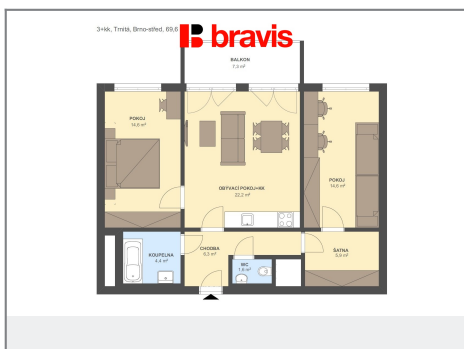 3+kk, Trnitá, Brno-střed, 69,6
bravis
BALKON
7,3 m²
POKOJ
14,8 m²
OBÝVACÍ POKOJ+KK
22,2 m²
POKOJ
14,6 m²
KOUPELNA
4,4 m²
CHODBA
6,3 m²
WC
1,6 m²
ŠATNA
5,9 m²